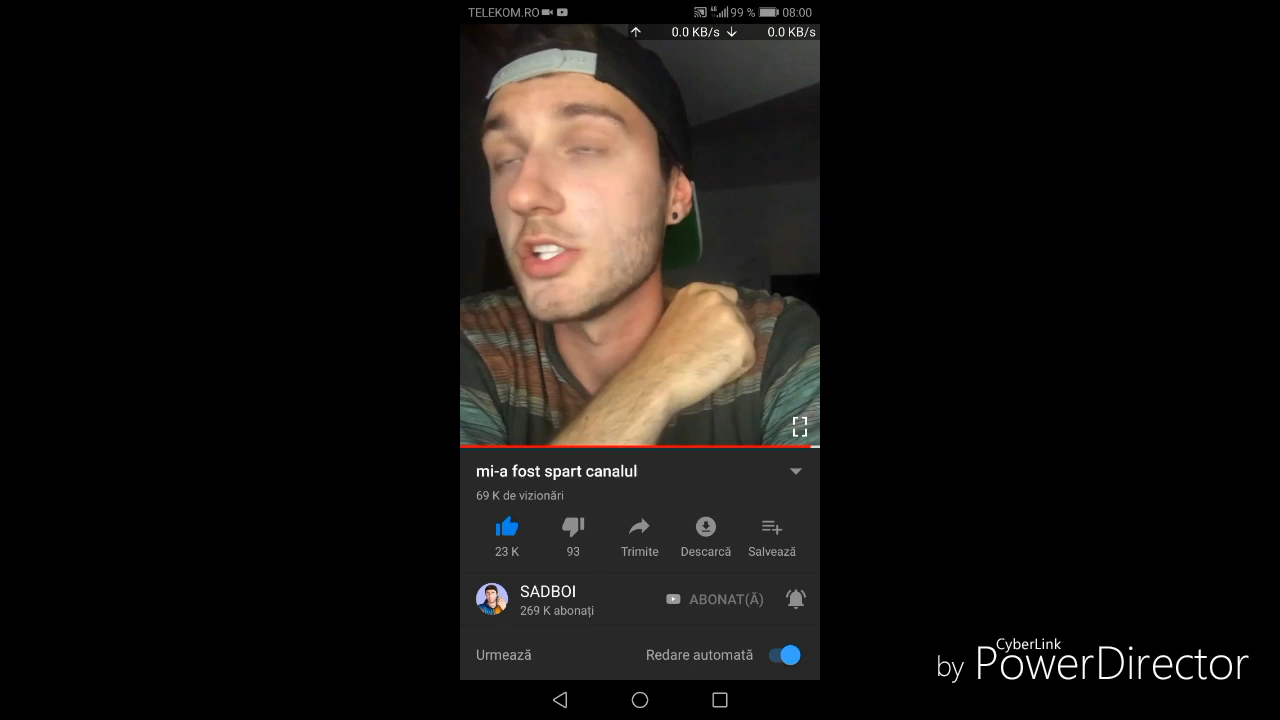 TELEKOM.RO 99 % 08:00
0.0 KB/s 0.0 KB/s
mi-a fost spart canalul
69 K de vizionări
23 K 93 Trimite Descarcă Salvează
SADBOI
269 K abonați
ABONAT(Ă)
Urmează Redare automată
CyberLink
by PowerDirector